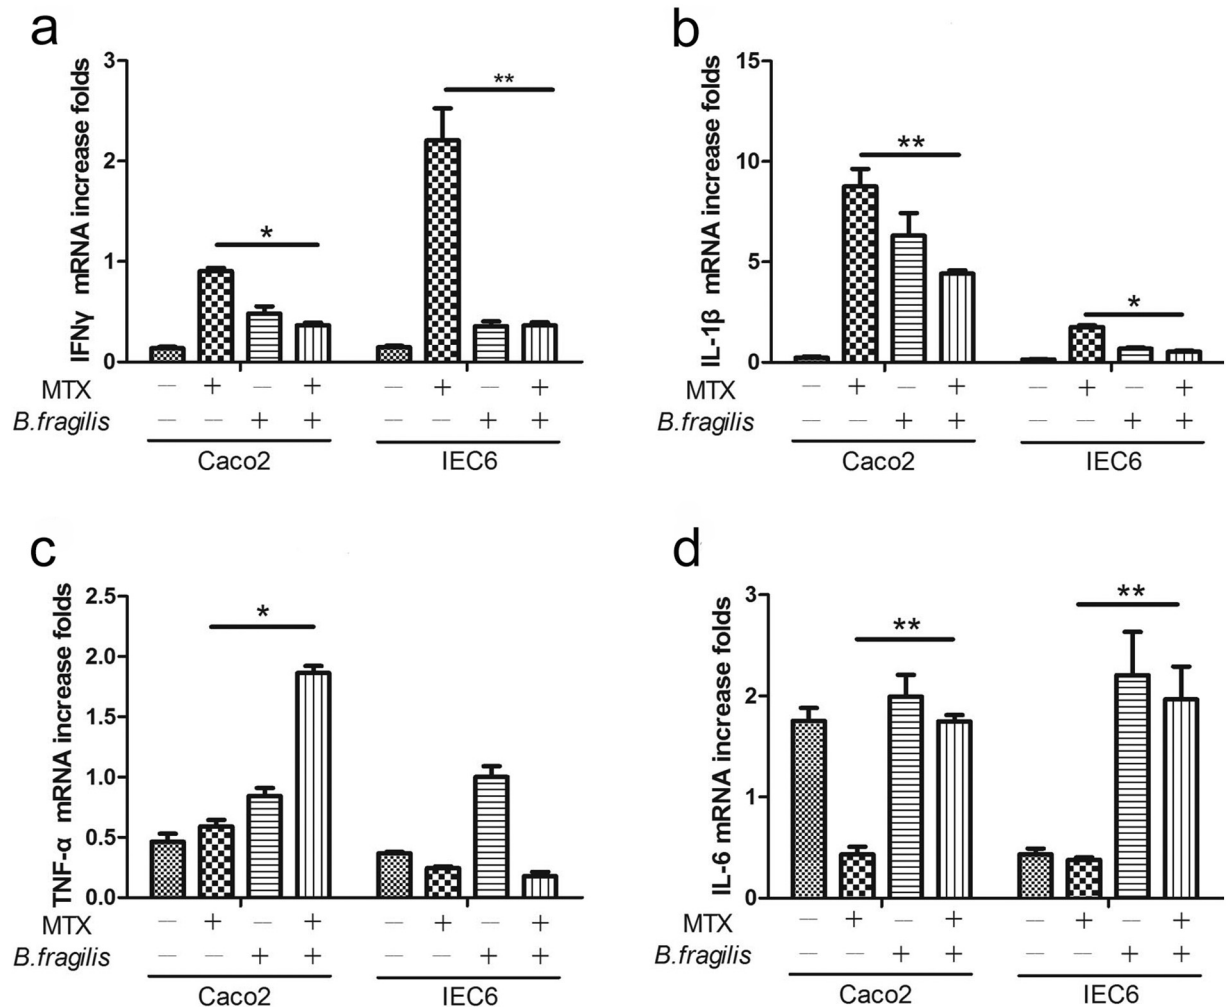 a
IFNγ mRNA increase folds
3
2
1
0
*
**
MTX — + — + — + — +
B.fragilis — — + + — — + +
Caco2 IEC6
b
IL-1β mRNA increase folds
15
10
5
0
**
*
MTX — + — + — + — +
B.fragilis — — + + — — + +
Caco2 IEC6
c
TNF-α mRNA increase folds
2.5
2.0
1.5
1.0
0.5
0.0
*
MTX — + — + — + — +
B.fragilis — — + + — — + +
Caco2 IEC6
d
IL-6 mRNA increase folds
3
2
1
0
**
**
MTX — + — + — + — +
B.fragilis — — + + — — + +
Caco2 IEC6